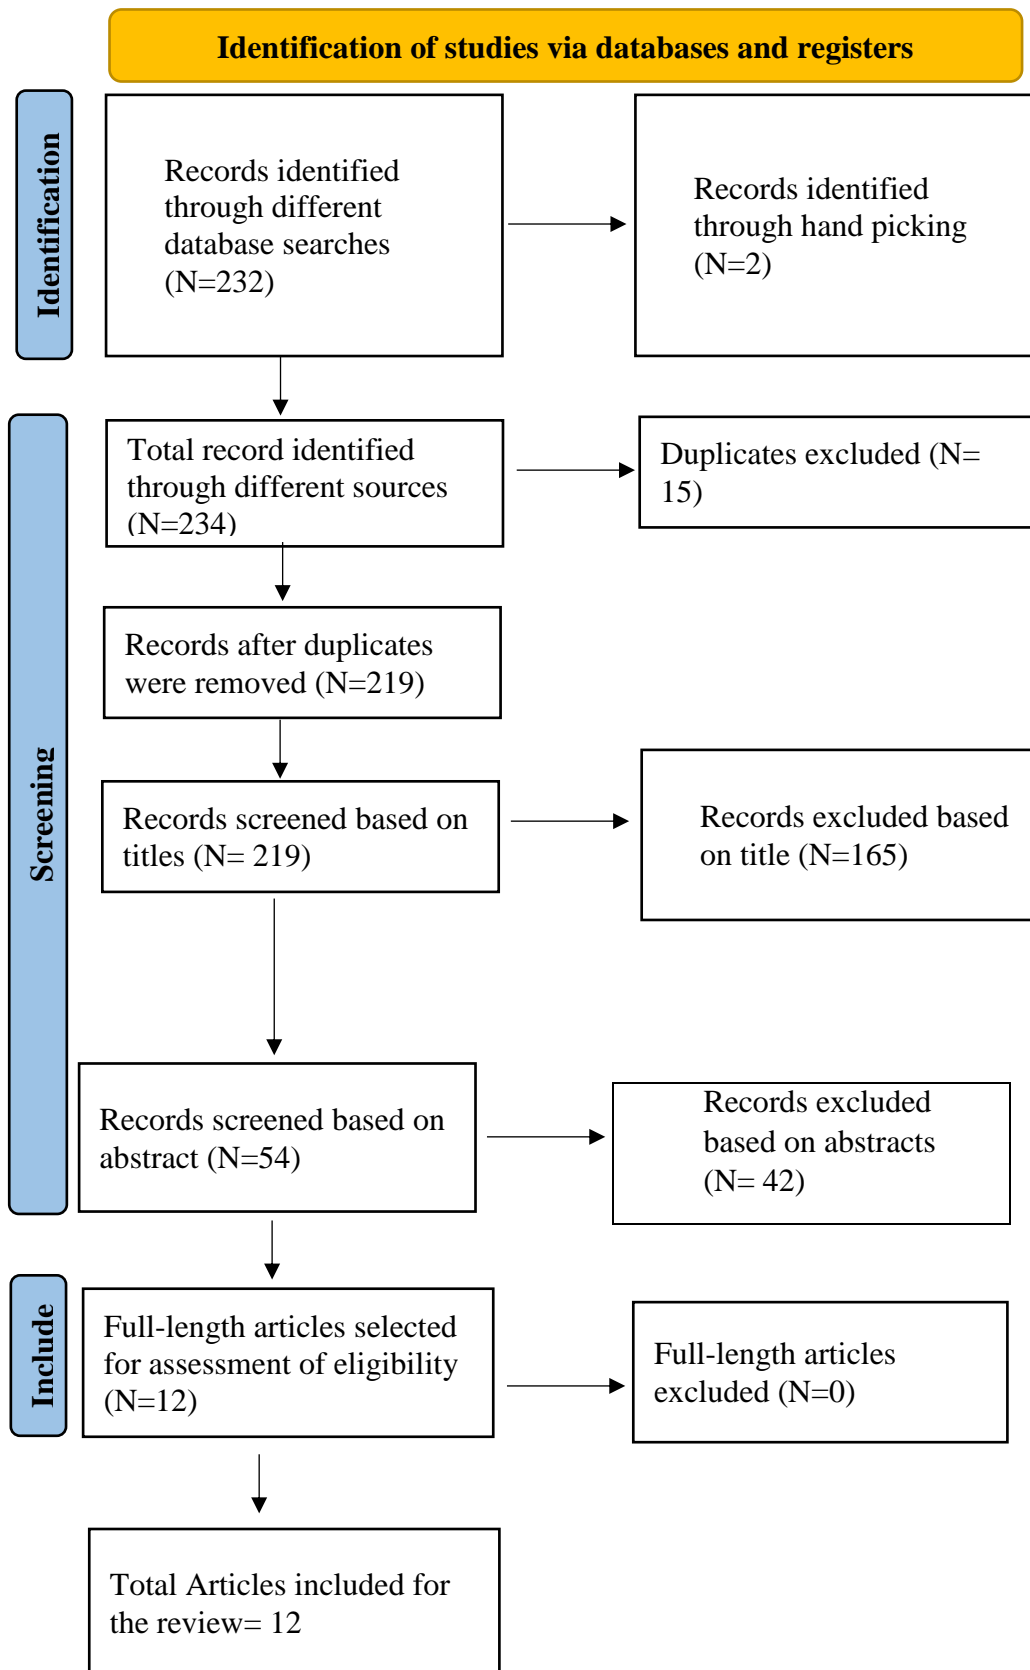 Identification of studies via databases and registers
Identification
Records identified
through different
database searches
(N=232)
Records identified
through hand picking
(N=2)
Screening
Total record identified
through different sources
(N=234)
Duplicates excluded (N=
15)
Records after duplicates
were removed (N=219)
Records screened based on
titles (N= 219)
Records excluded based
on title (N=165)
Records screened based on
abstract (N=54)
Records excluded
based on abstracts
(N= 42)
Include
Full-length articles selected
for assessment of eligibility
(N=12)
Full-length articles
excluded (N=0)
Total Articles included for
the review= 12